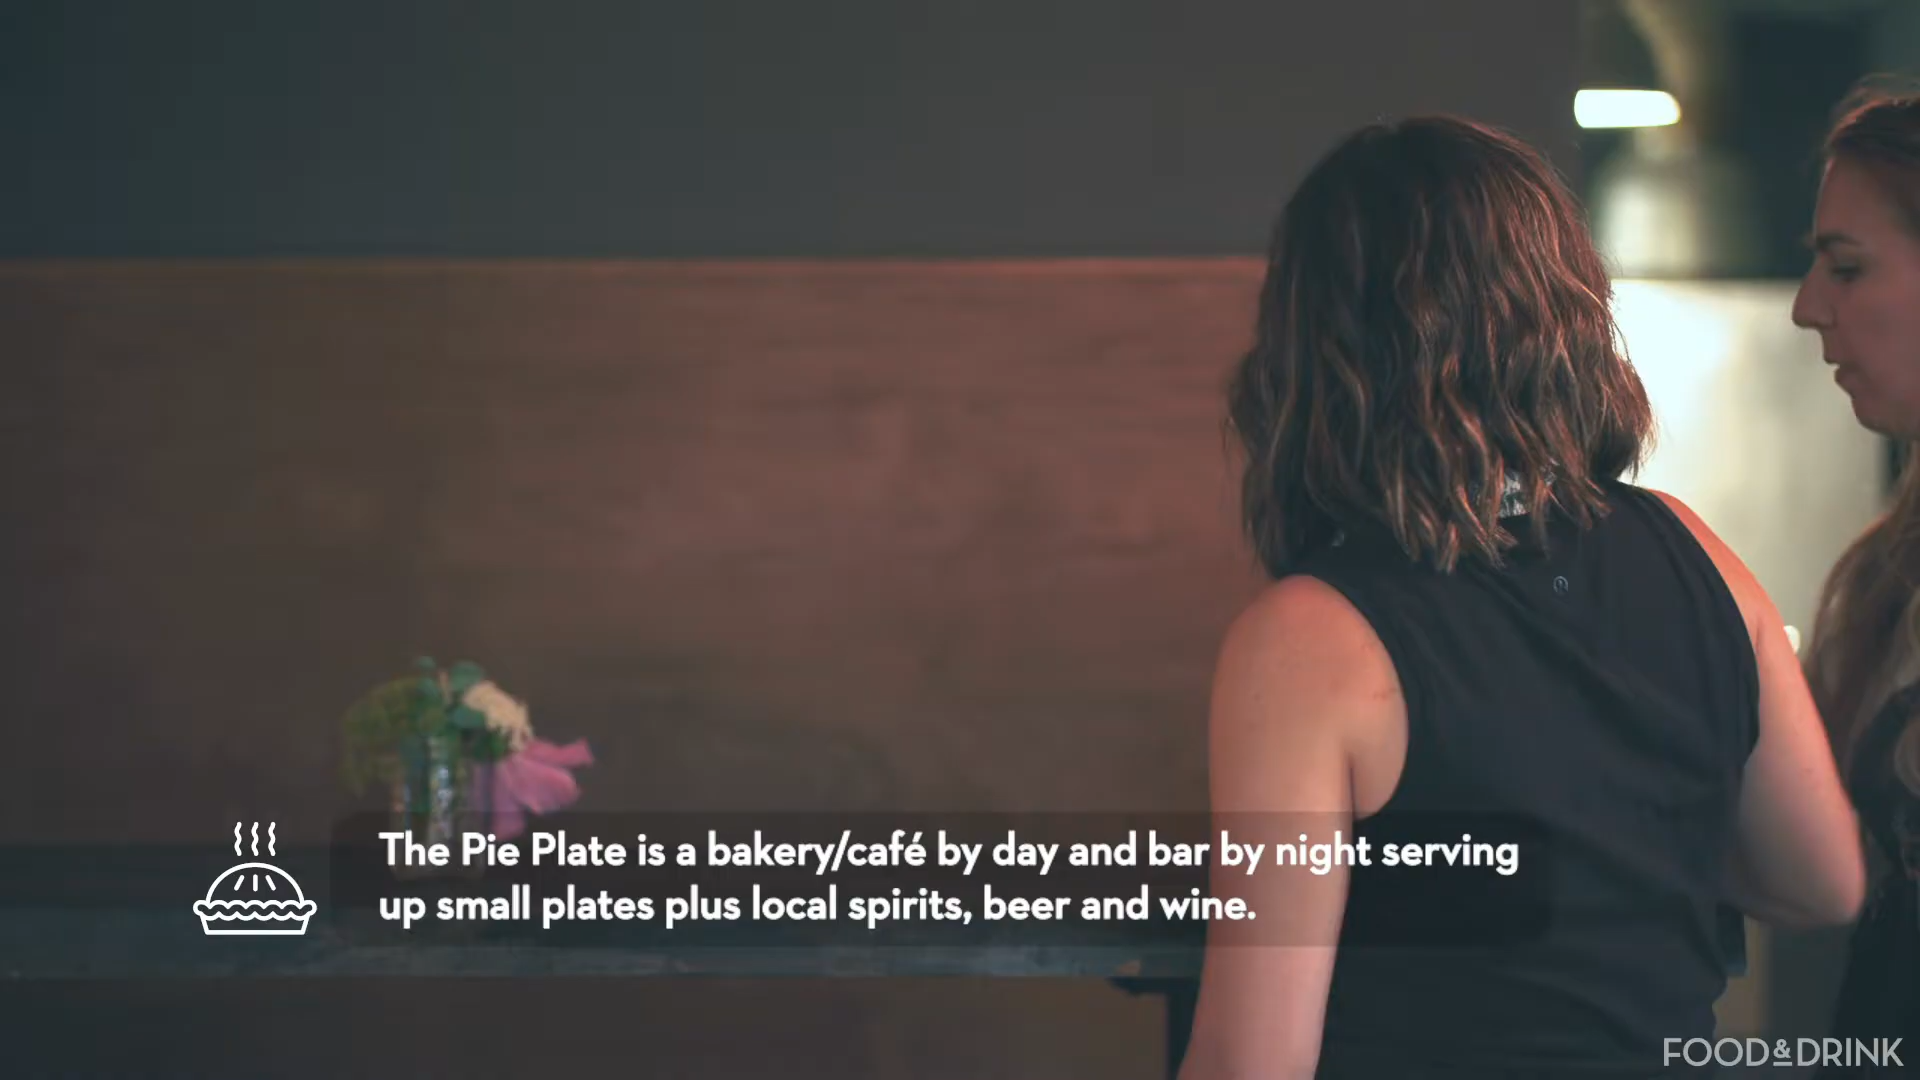 The Pie Plate is a bakery/café by day and bar by night serving
up small plates plus local spirits, beer and wine.
FOOD&DRINK